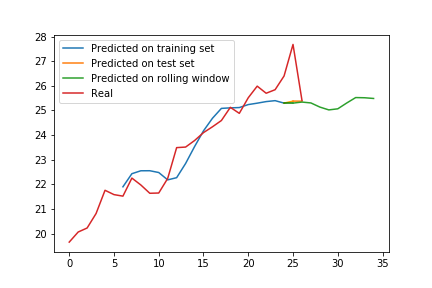 28
27
26
25
24
23
22
21
20
Predicted on training set
Predicted on test set
Predicted on rolling window
Real
0 5 10 15 20 25 30 35